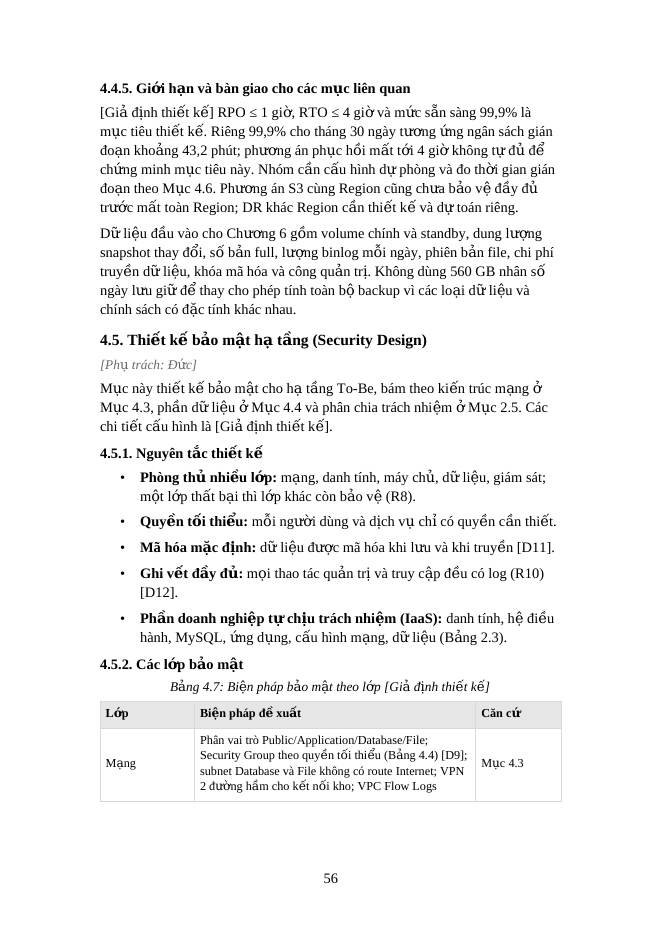 4.4.5. Giới hạn và bàn giao cho các mục liên quan
[Giả định thiết kế] RPO ≤ 1 giờ, RTO ≤ 4 giờ và mức sẵn sàng 99,9% là
mục tiêu thiết kế. Riêng 99,9% cho tháng 30 ngày tương ứng ngân sách gián
đoạn khoảng 43,2 phút; phương án phục hồi mất tới 4 giờ không tự đủ để
chứng minh mục tiêu này. Nhóm cần cấu hình dự phòng và đo thời gian gián
đoạn theo Mục 4.6. Phương án S3 cùng Region cũng chưa bảo vệ đầy đủ
trước mất toàn Region; DR khác Region cần thiết kế và dự toán riêng.
Dữ liệu đầu vào cho Chương 6 gồm volume chính và standby, dung lượng
snapshot thay đổi, số bản full, lượng binlog mỗi ngày, phiên bản file, chi phí
truyền dữ liệu, khóa mã hóa và công quản trị. Không dùng 560 GB nhân số
ngày lưu giữ để thay cho phép tính toàn bộ backup vì các loại dữ liệu và
chính sách có đặc tính khác nhau.
4.5. Thiết kế bảo mật hạ tầng (Security Design)
[Phụ trách: Đức]
Mục này thiết kế bảo mật cho hạ tầng To-Be, bám theo kiến trúc mạng ở
Mục 4.3, phần dữ liệu ở Mục 4.4 và phân chia trách nhiệm ở Mục 2.5. Các
chi tiết cấu hình là [Giả định thiết kế].
4.5.1. Nguyên tắc thiết kế
• Phòng thủ nhiều lớp: mạng, danh tính, máy chủ, dữ liệu, giám sát;
một lớp thất bại thì lớp khác còn bảo vệ (R8).
• Quyền tối thiểu: mỗi người dùng và dịch vụ chỉ có quyền cần thiết.
• Mã hóa mặc định: dữ liệu được mã hóa khi lưu và khi truyền [D11].
• Ghi vết đầy đủ: mọi thao tác quản trị và truy cập đều có log (R10)
[D12].
• Phần doanh nghiệp tự chịu trách nhiệm (IaaS): danh tính, hệ điều
hành, MySQL, ứng dụng, cấu hình mạng, dữ liệu (Bảng 2.3).
4.5.2. Các lớp bảo mật
Bảng 4.7: Biện pháp bảo mật theo lớp [Giả định thiết kế]
Lớp Biện pháp đề xuất Căn cứ
Phân vai trò Public/Application/Database/File;
Security Group theo quyền tối thiểu (Bảng 4.4) [D9];
Mạng subnet Database và File không có route Internet; VPN Mục 4.3
2 đường hầm cho kết nối kho; VPC Flow Logs
56